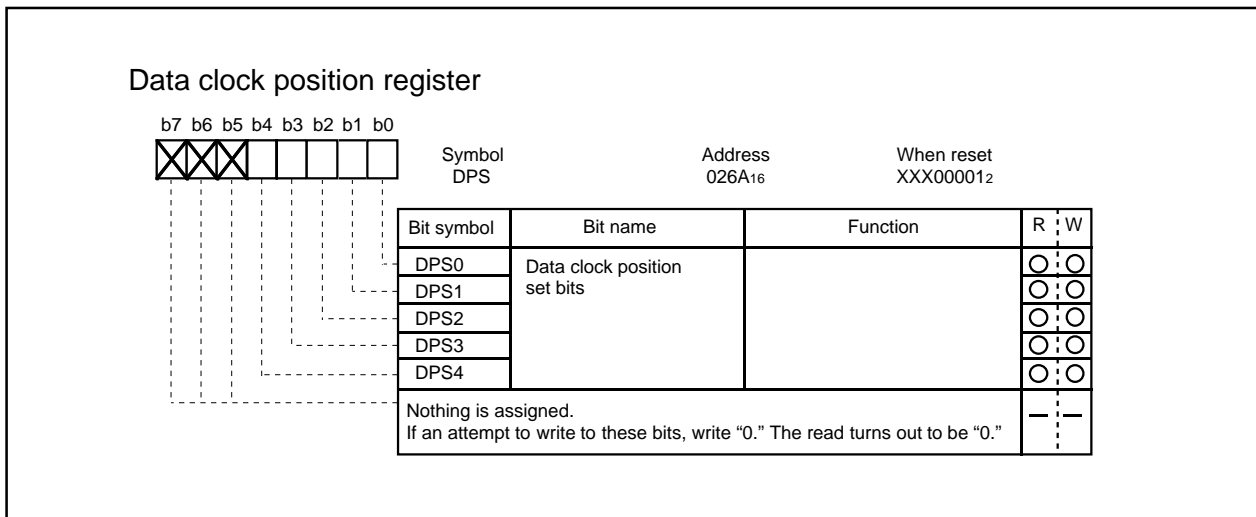 Data clock position register
b7 b6 b5 b4 b3 b2 b1 b0
Symbol Address When reset
DPS 026A16 XXX000012
Bit symbol Bit name Function R W
DPS0 Data clock position
DPS1 set bits
DPS2
DPS3
DPS4
Nothing is assigned.
If an attempt to write to these bits, write “0.” The read turns out to be “0.”